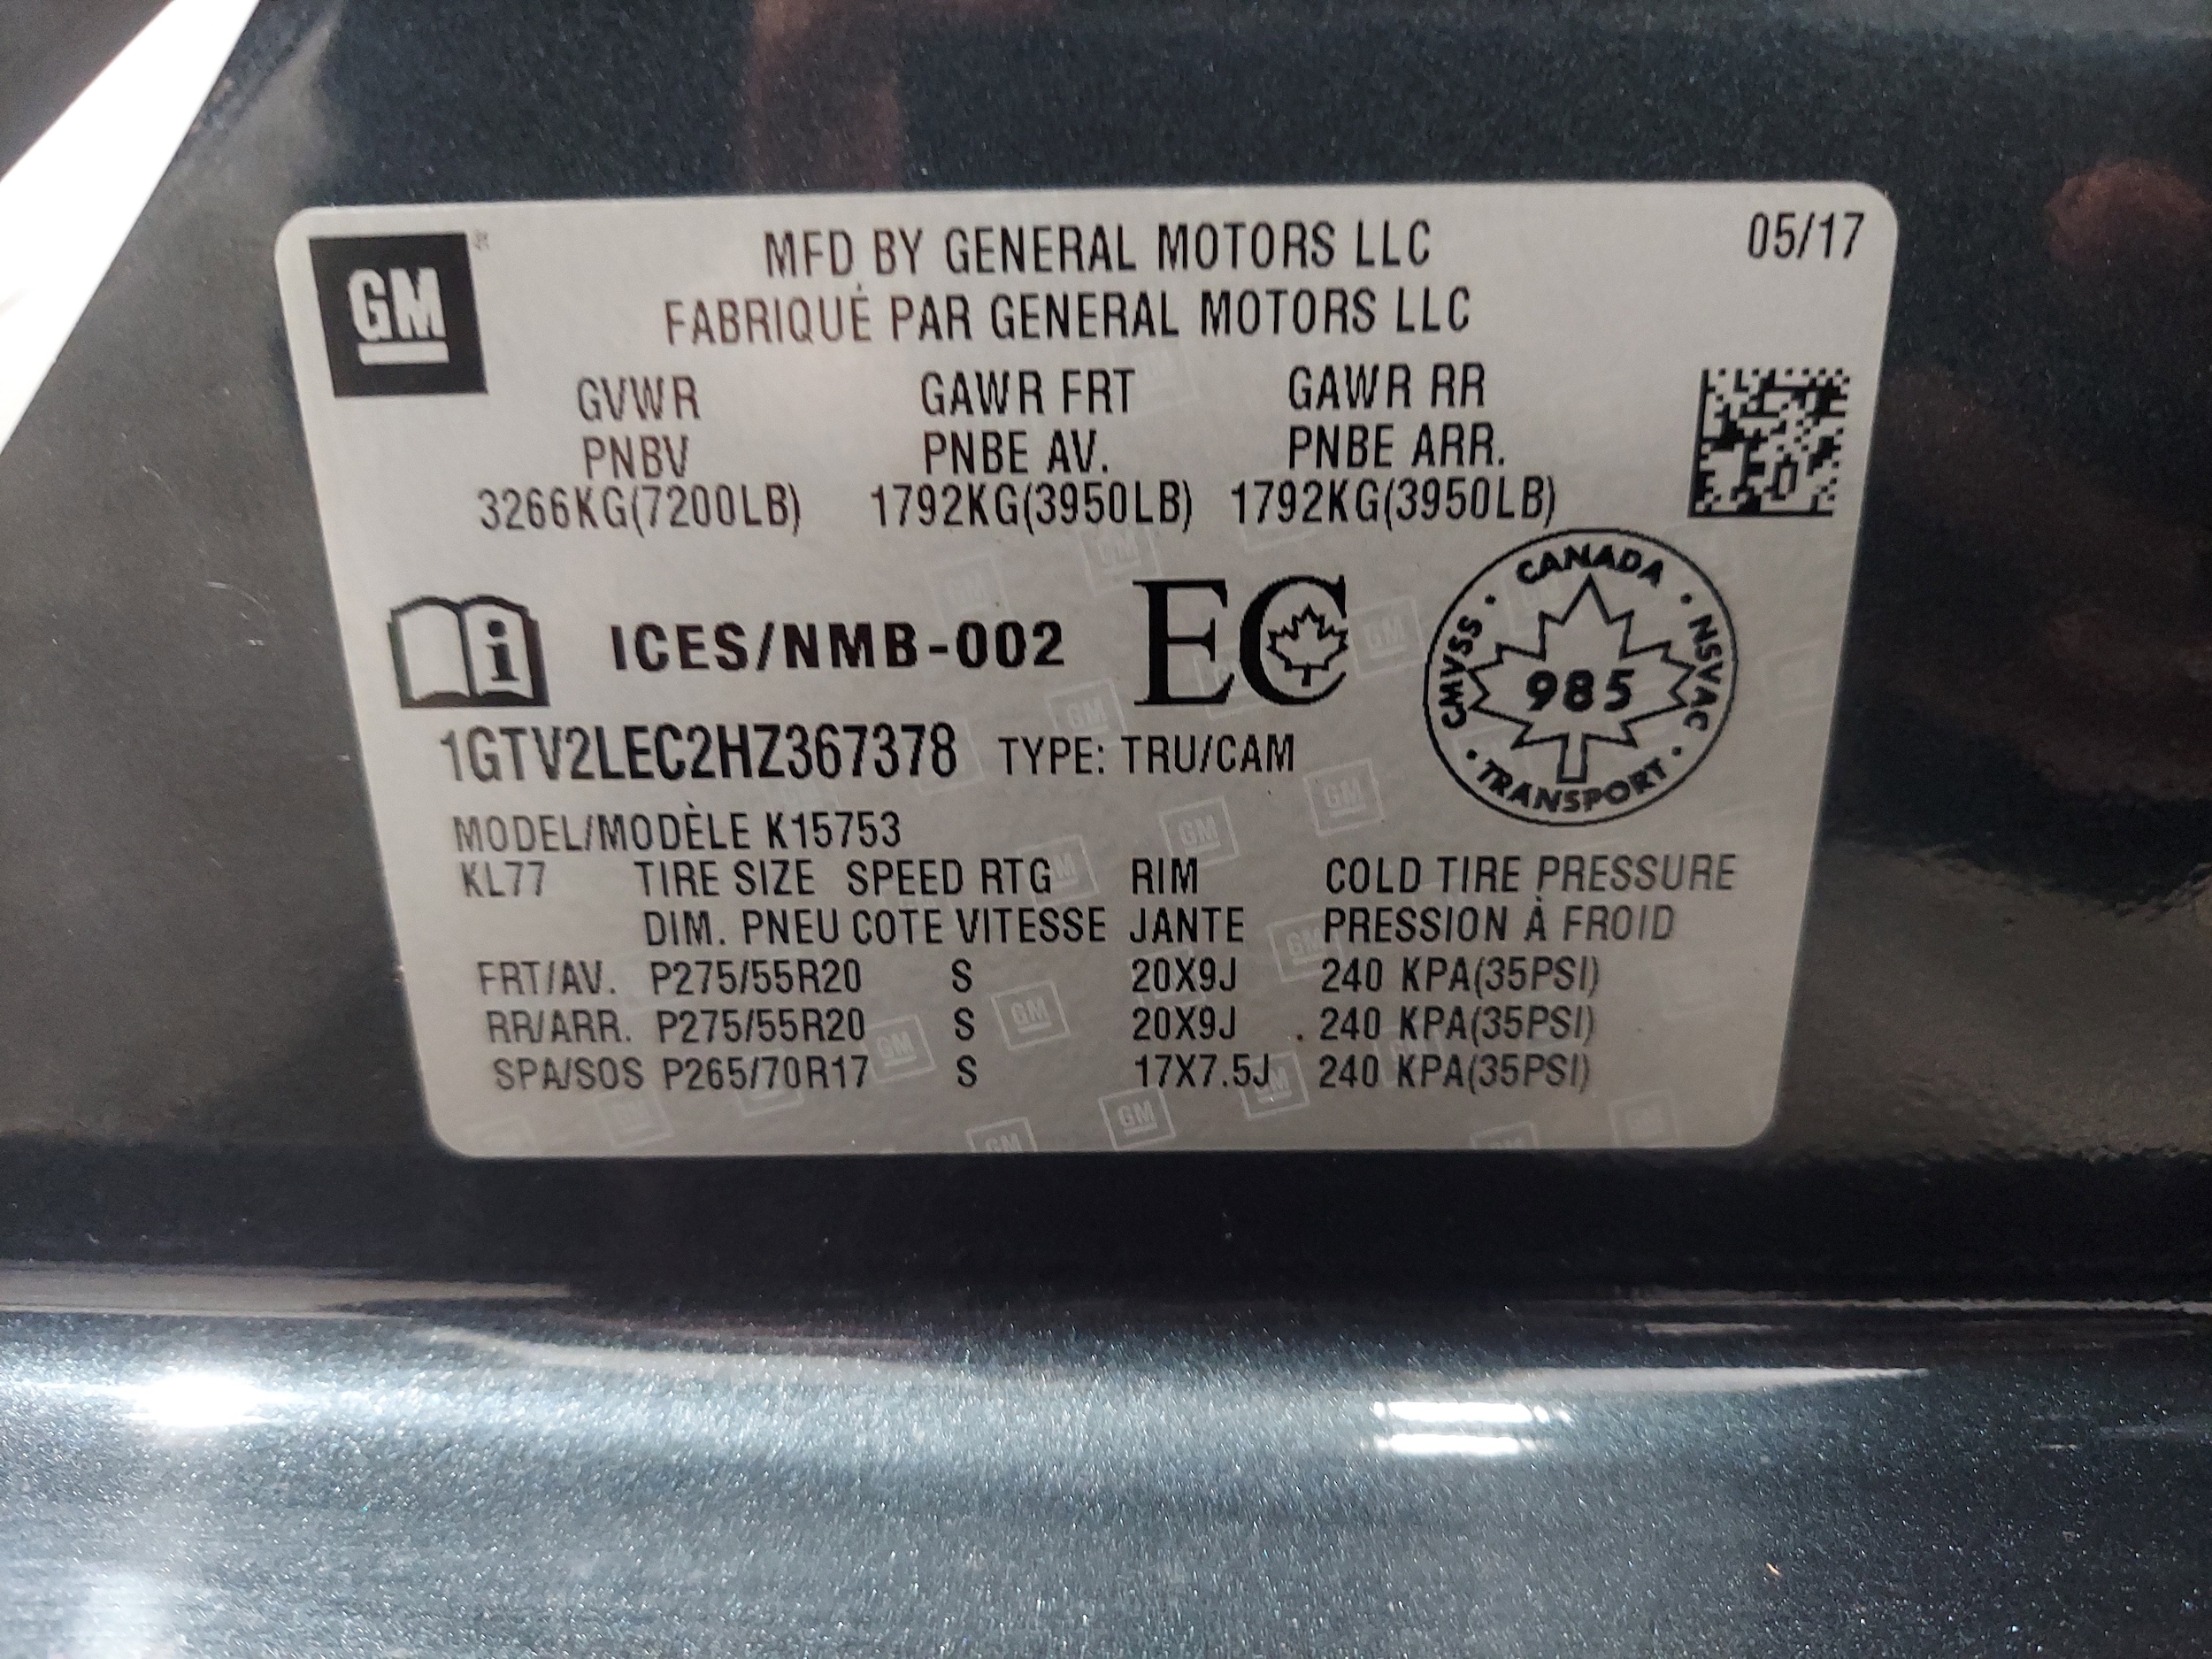 GM
MFD BY GENERAL MOTORS LLC
05/17
FABRIQUÉ PAR GENERAL MOTORS LLC
GVWR GAWR FRT GAWR RR
PNBV PNBE AV. PNBE ARR.
3266KG(7200LB) 1792KG(3950LB) 1792KG(3950LB)
i ICES/NMB-002 EC
CANADA
CMVSS · 985 · NSVAC
TRANSPORT
1GTV2LEC2HZ367378 TYPE: TRU/CAM
MODEL/MODÈLE K15753
KL77 TIRE SIZE SPEED RTG RIM COLD TIRE PRESSURE
DIM. PNEU COTE VITESSE JANTE PRESSION À FROID
FRT/AV. P275/55R20 S 20X9J 240 KPA(35PSI)
RR/ARR. P275/55R20 S 20X9J 240 KPA(35PSI)
SPA/SOS P265/70R17 S 17X7.5J 240 KPA(35PSI)